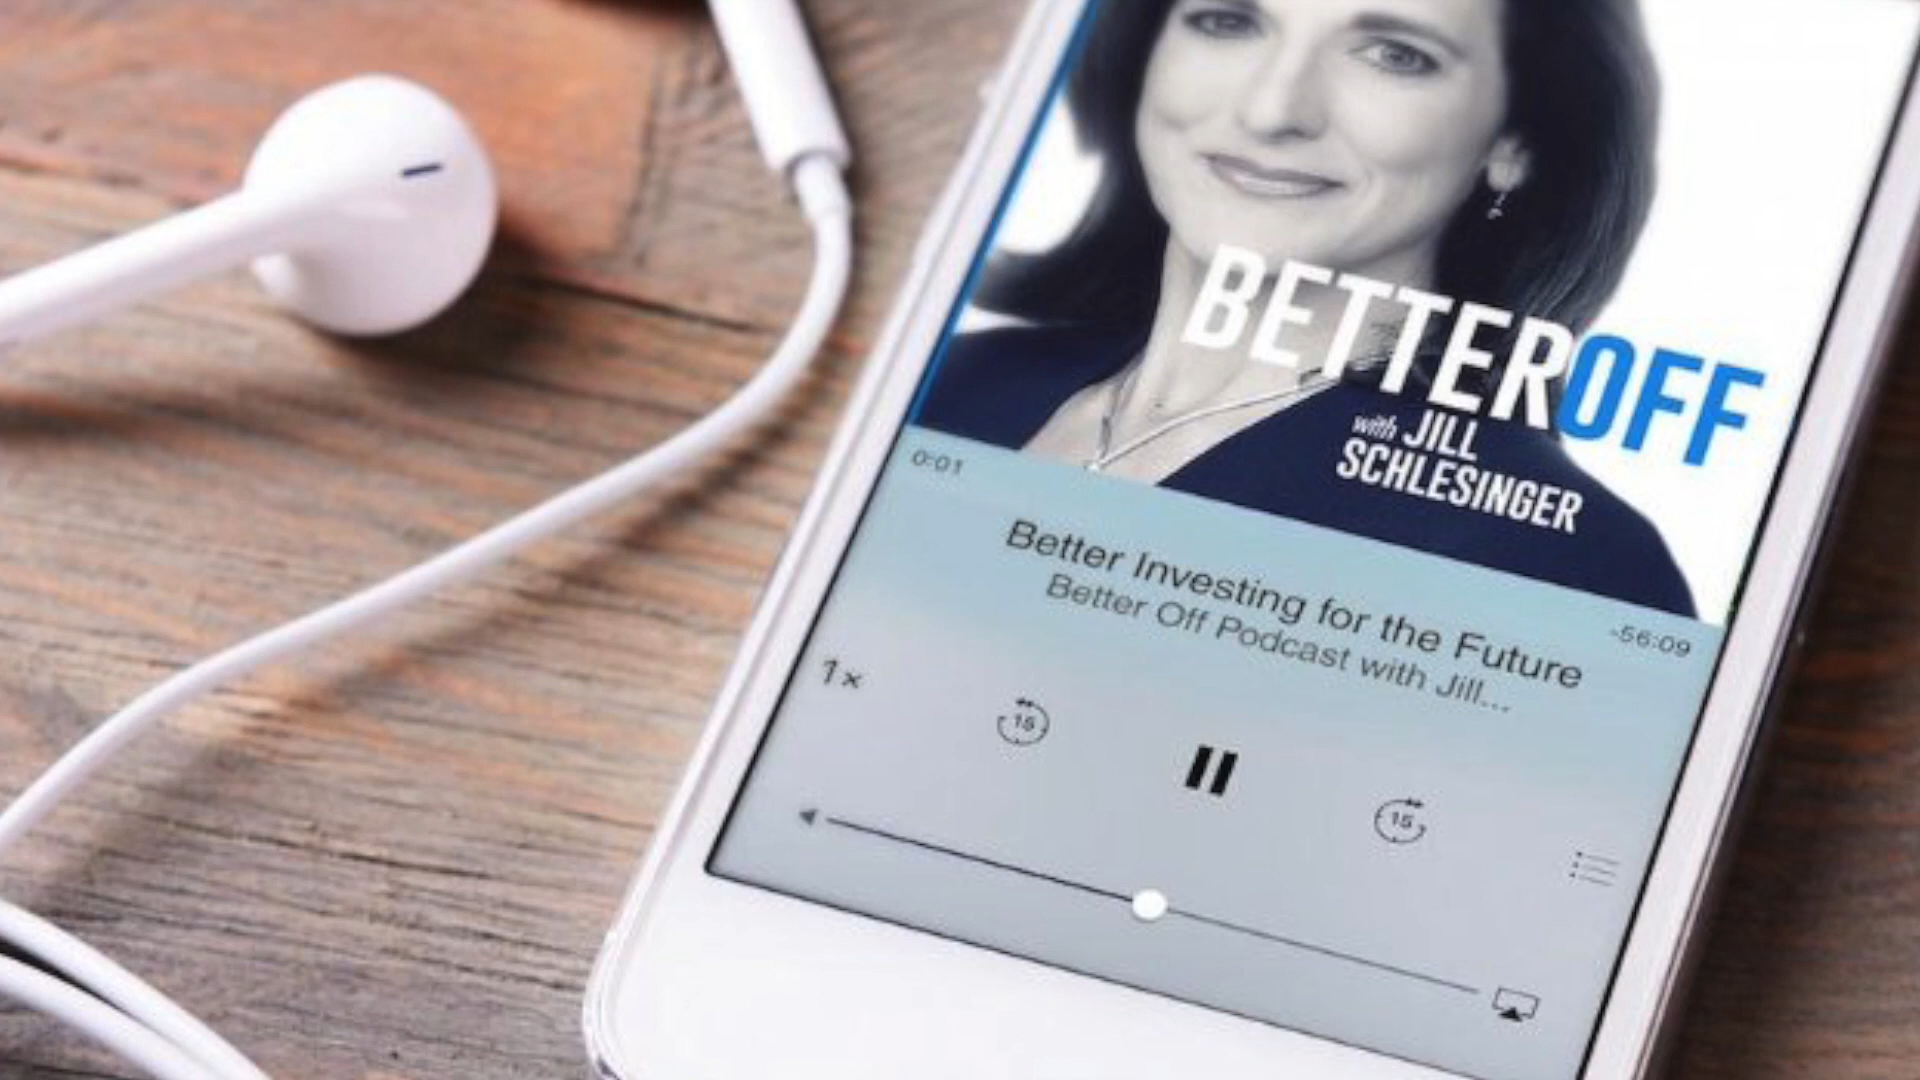 BETTEROFF
with JILL
SCHLESINGER
0:01
-56:09
Better Investing for the Future
Better Off Podcast with Jill...
1x
15
15